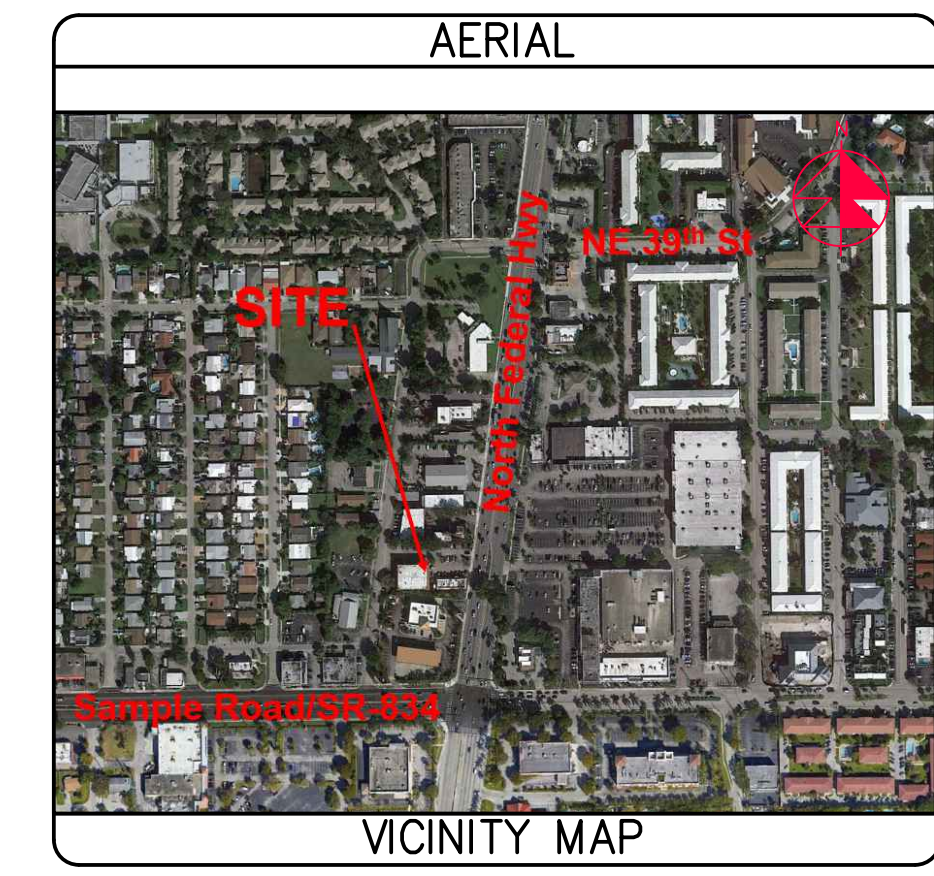 AERIAL
N
NE 39th St
SITE
North Federal Hwy
Sample Road/SR-834
VICINITY MAP